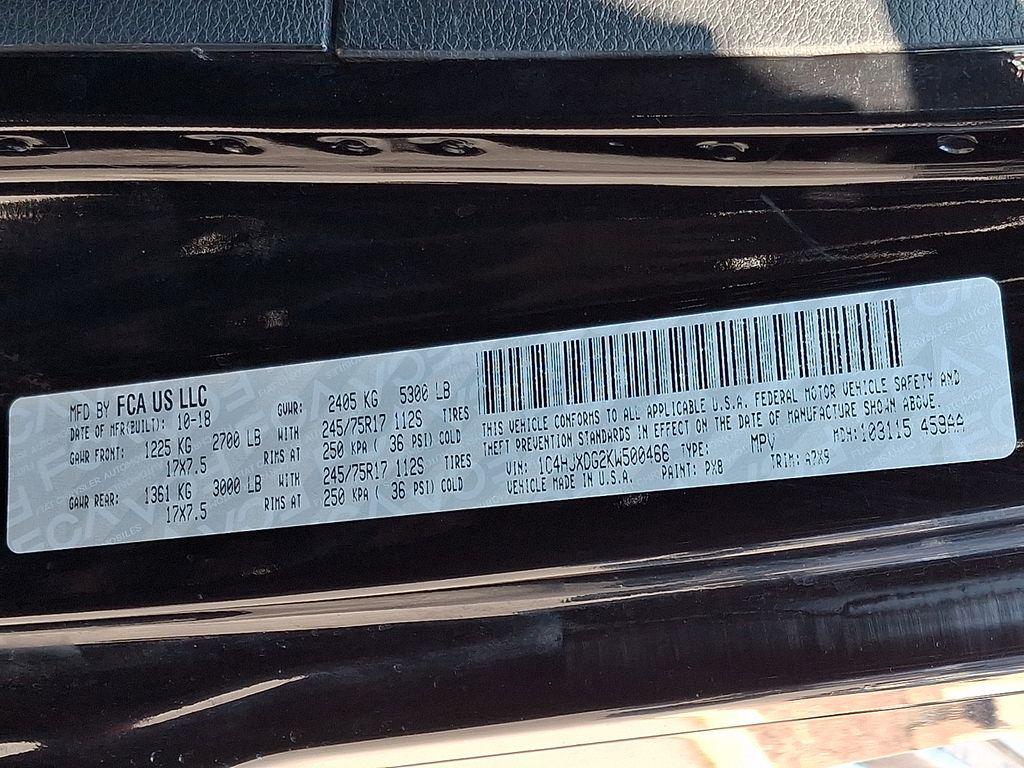 MFD BY FCA US LLC
DATE OF MFR(BUILT): 10-18 GVWR: 2405 KG 5300 LB
GAWR FRONT: 1225 KG 2700 LB WITH 245/75R17 112S TIRES
17X7.5 RIMS AT 250 KPA ( 36 PSI) COLD
GAWR REAR: 1361 KG 3000 LB WITH 245/75R17 112S TIRES
17X7.5 RIMS AT 250 KPA ( 36 PSI) COLD
THIS VEHICLE CONFORMS TO ALL APPLICABLE U.S.A. FEDERAL MOTOR VEHICLE SAFETY AND
THEFT PREVENTION STANDARDS IN EFFECT ON THE DATE OF MANUFACTURE SHOWN ABOVE.
VIN: 1C4HJXDG2KW500466 TYPE: MPV MDH: 103115 459AA
VEHICLE MADE IN U.S.A. PAINT: PX8 TRIM: A7X9